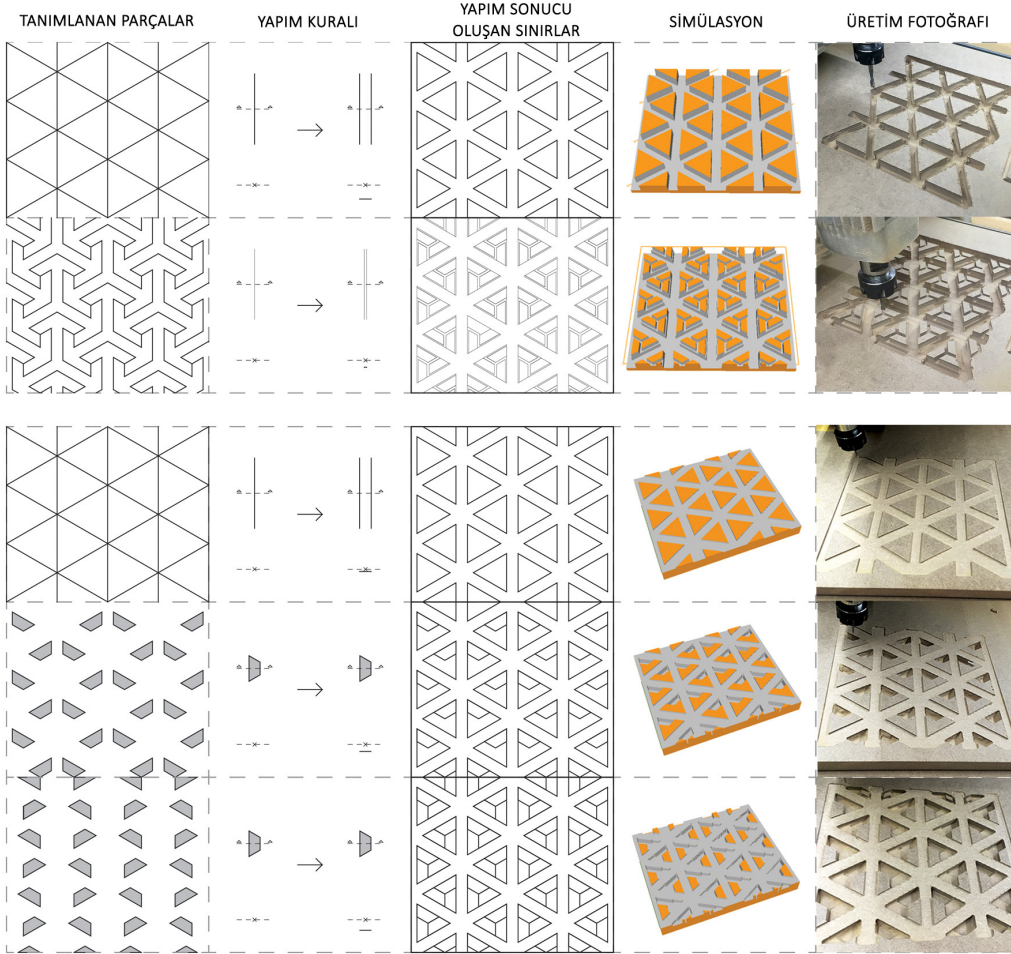 TANIMLANAN PARÇALAR
YAPIM KURALI
YAPIM SONUCU
OLUŞAN SINIRLAR
SİMÜLASYON
ÜRETİM FOTOĞRAFI